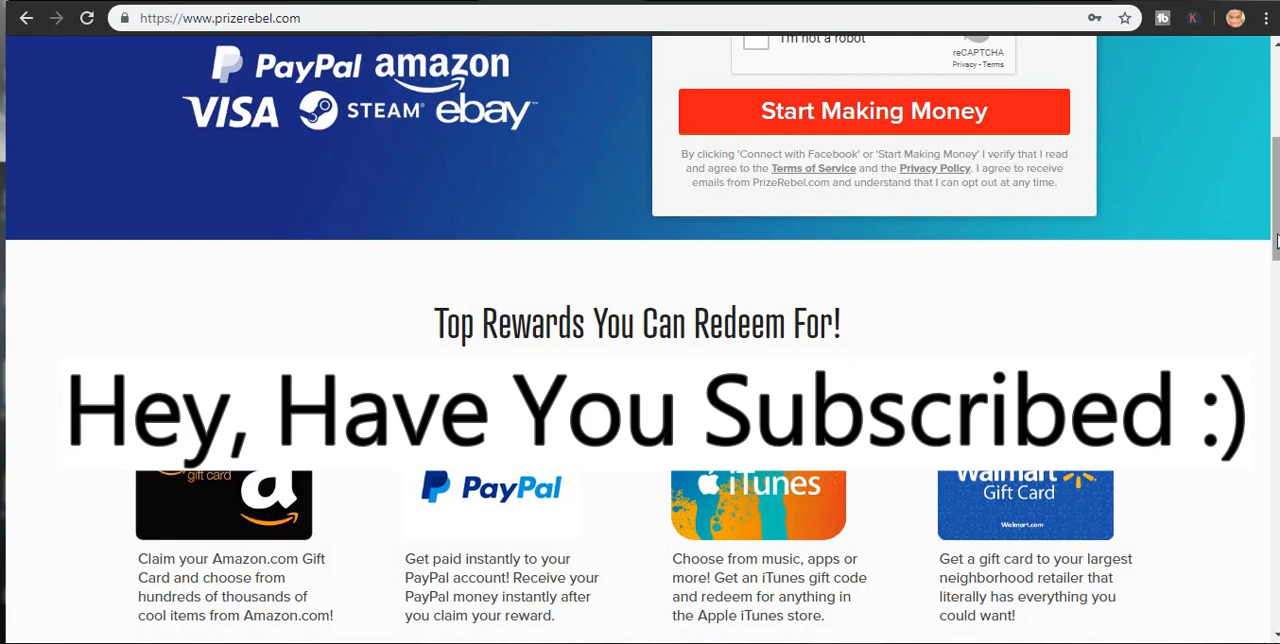 https://www.prizerebel.com
PayPal amazon
VISA STEAM ebay
I'm not a robot
reCAPTCHA
Privacy - Terms
Start Making Money
By clicking 'Connect with Facebook' or 'Start Making Money' I verify that I read
and agree to the Terms of Service and the Privacy Policy. I agree to receive
emails from PrizeRebel.com and understand that I can opt out at any time.
Top Rewards You Can Redeem For!
Hey, Have You Subscribed :)
gift card
a
PayPal
iTunes
Walmart
Gift Card
Walmart.com
Claim your Amazon.com Gift
Card and choose from
hundreds of thousands of
cool items from Amazon.com!
Get paid instantly to your
PayPal account! Receive your
PayPal money instantly after
you claim your reward.
Choose from music, apps or
more! Get an iTunes gift code
and redeem for anything in
the Apple iTunes store.
Get a gift card to your largest
neighborhood retailer that
literally has everything you
could want!